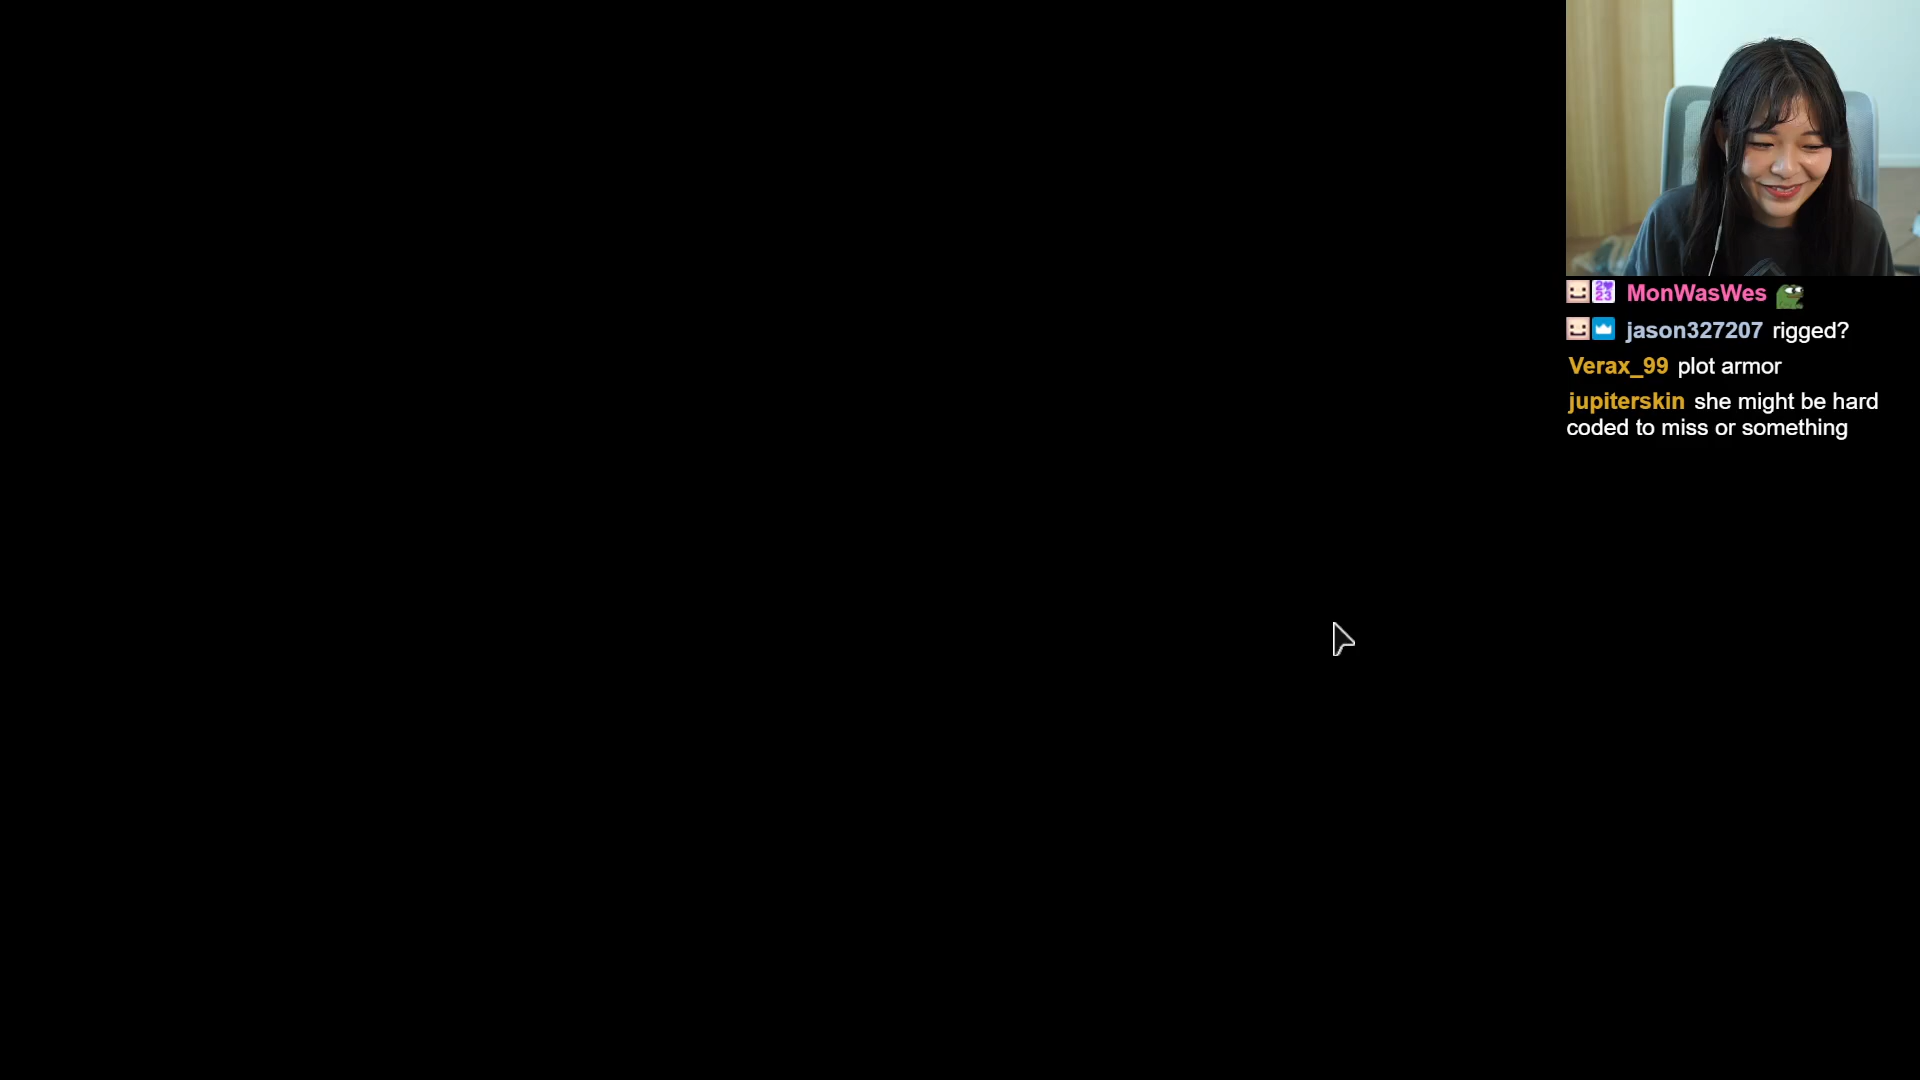 MonWasWes
jason327207 rigged?
Verax_99 plot armor
jupiterskin she might be hard
coded to miss or something